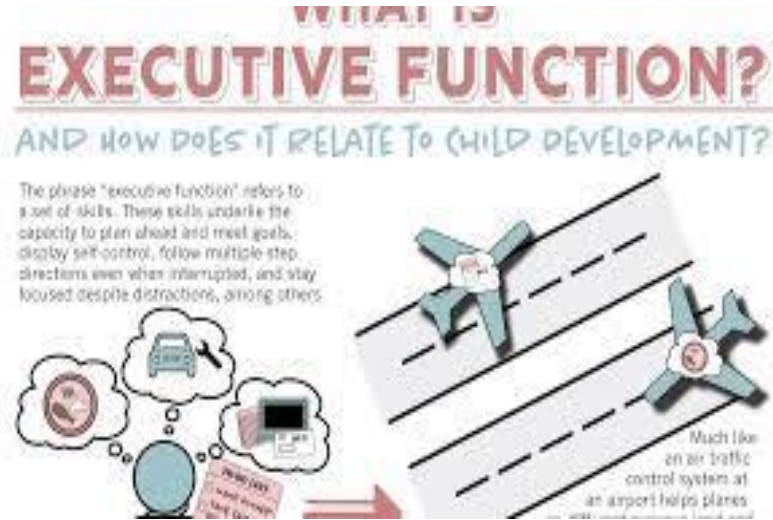 WHAT IS
EXECUTIVE FUNCTION?
AND HOW DOES IT RELATE TO CHILD DEVELOPMENT?
The phrase "executive function" refers to
a set of skills. These skills underlie the
capacity to plan ahead and meet goals,
display self-control, follow multiple-step
directions even when interrupted, and stay
focused despite distractions, among others.
Much like
an air traffic
control system at
an airport helps planes